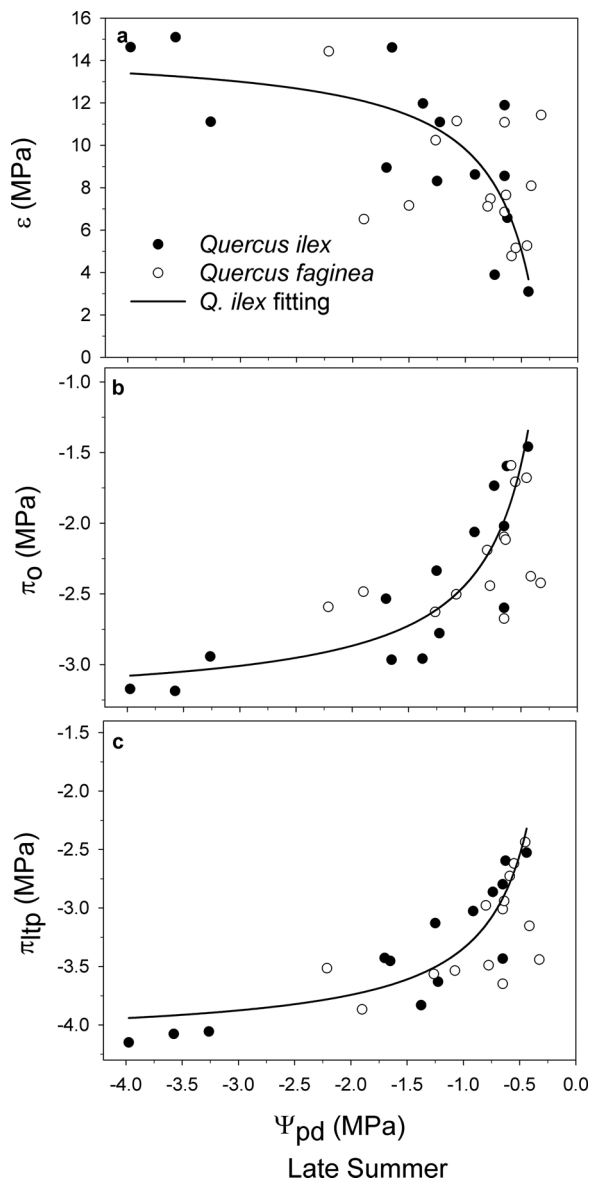 16
a
14
12
10
8
6
4
2
0
ε (MPa)
Quercus ilex
Quercus faginea
Q. ilex fitting
-1.0
b
-1.5
-2.0
-2.5
-3.0
πo (MPa)
-1.5
c
-2.0
-2.5
-3.0
-3.5
-4.0
πltp (MPa)
-4.0 -3.5 -3.0 -2.5 -2.0 -1.5 -1.0 -0.5 0.0
Ψpd (MPa)
Late Summer